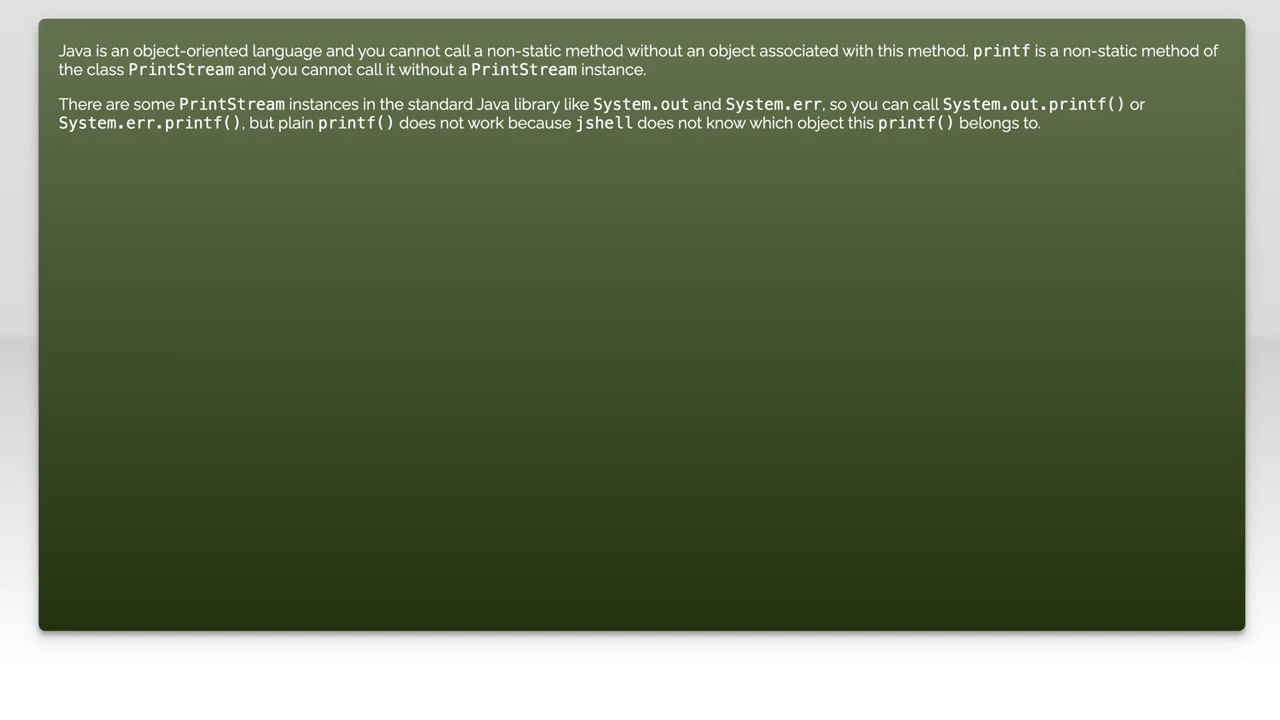 Java is an object-oriented language and you cannot call a non-static method without an object associated with this method. printf is a non-static method of
the class PrintStream and you cannot call it without a PrintStream instance.
There are some PrintStream instances in the standard Java library like System.out and System.err, so you can call System.out.printf() or
System.err.printf(), but plain printf() does not work because jshell does not know which object this printf() belongs to.